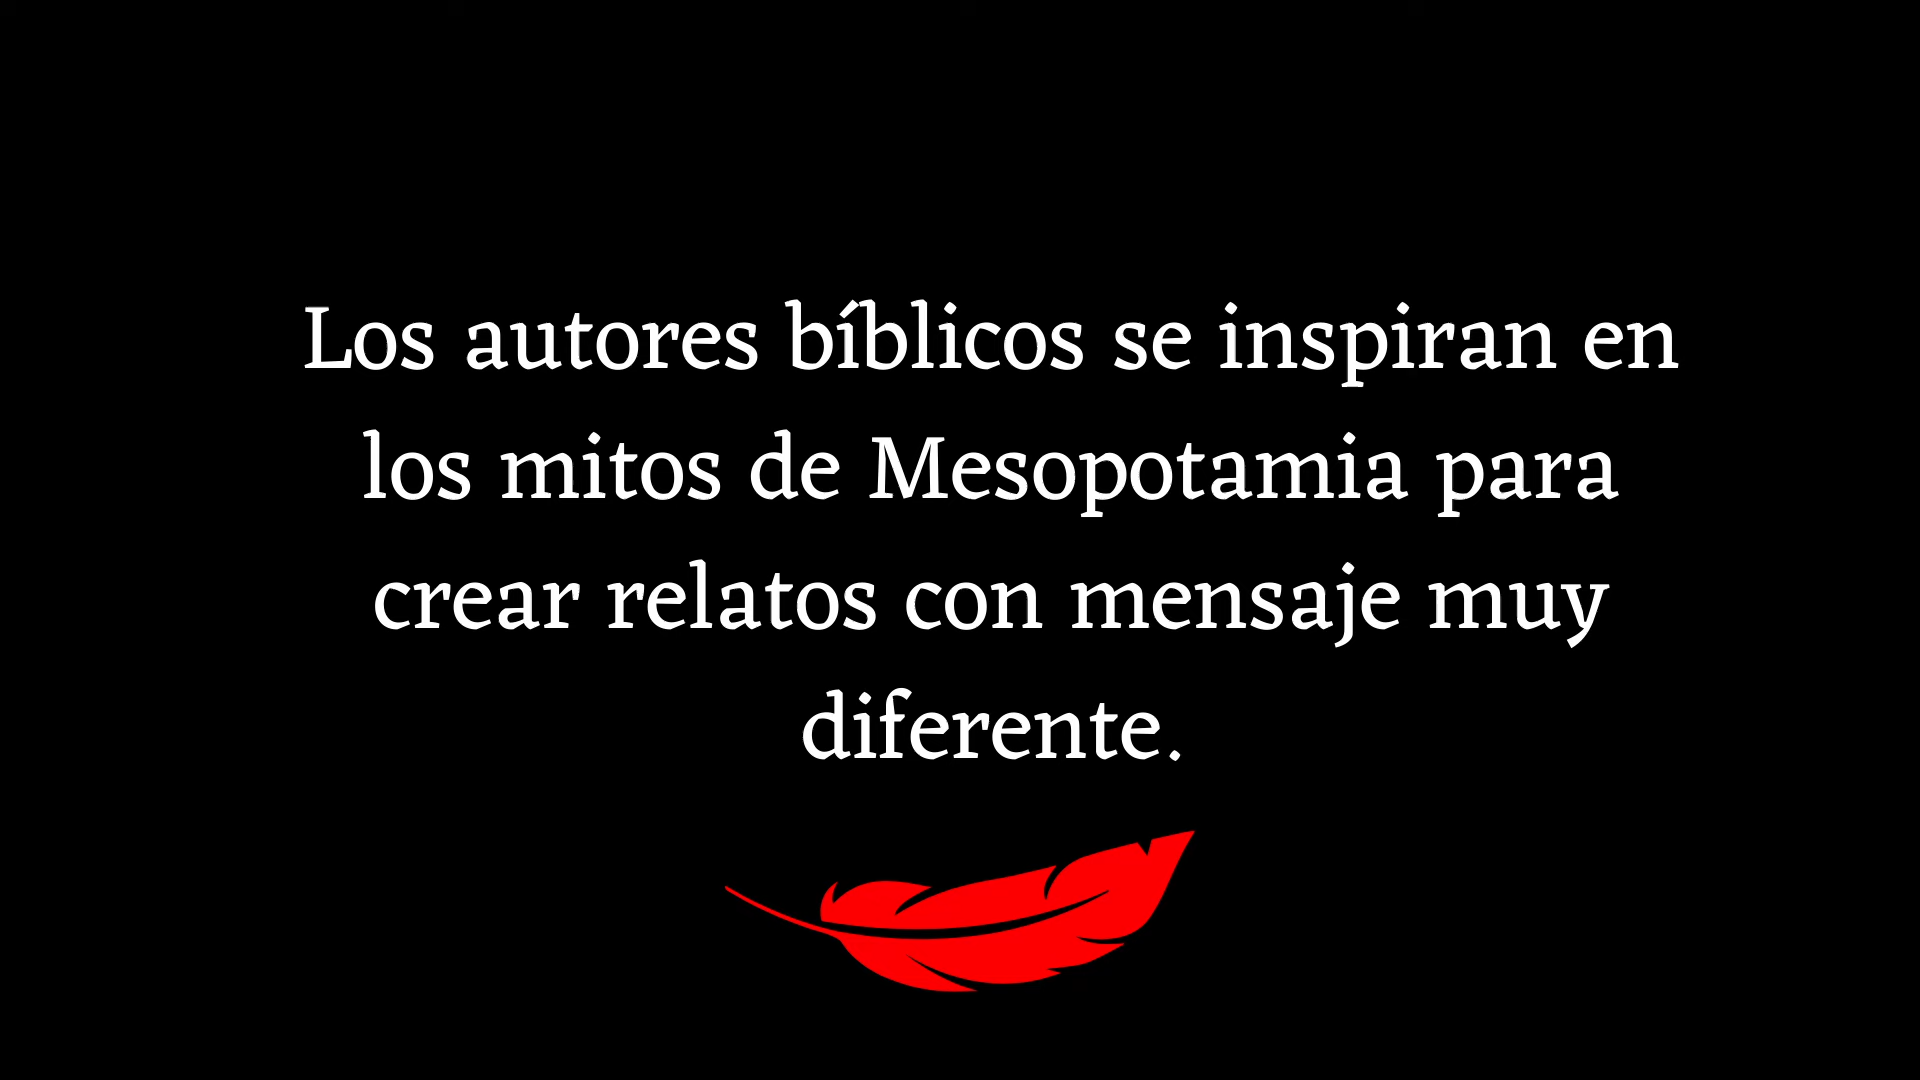 Los autores bíblicos se inspiran en
los mitos de Mesopotamia para
crear relatos con mensaje muy
diferente.